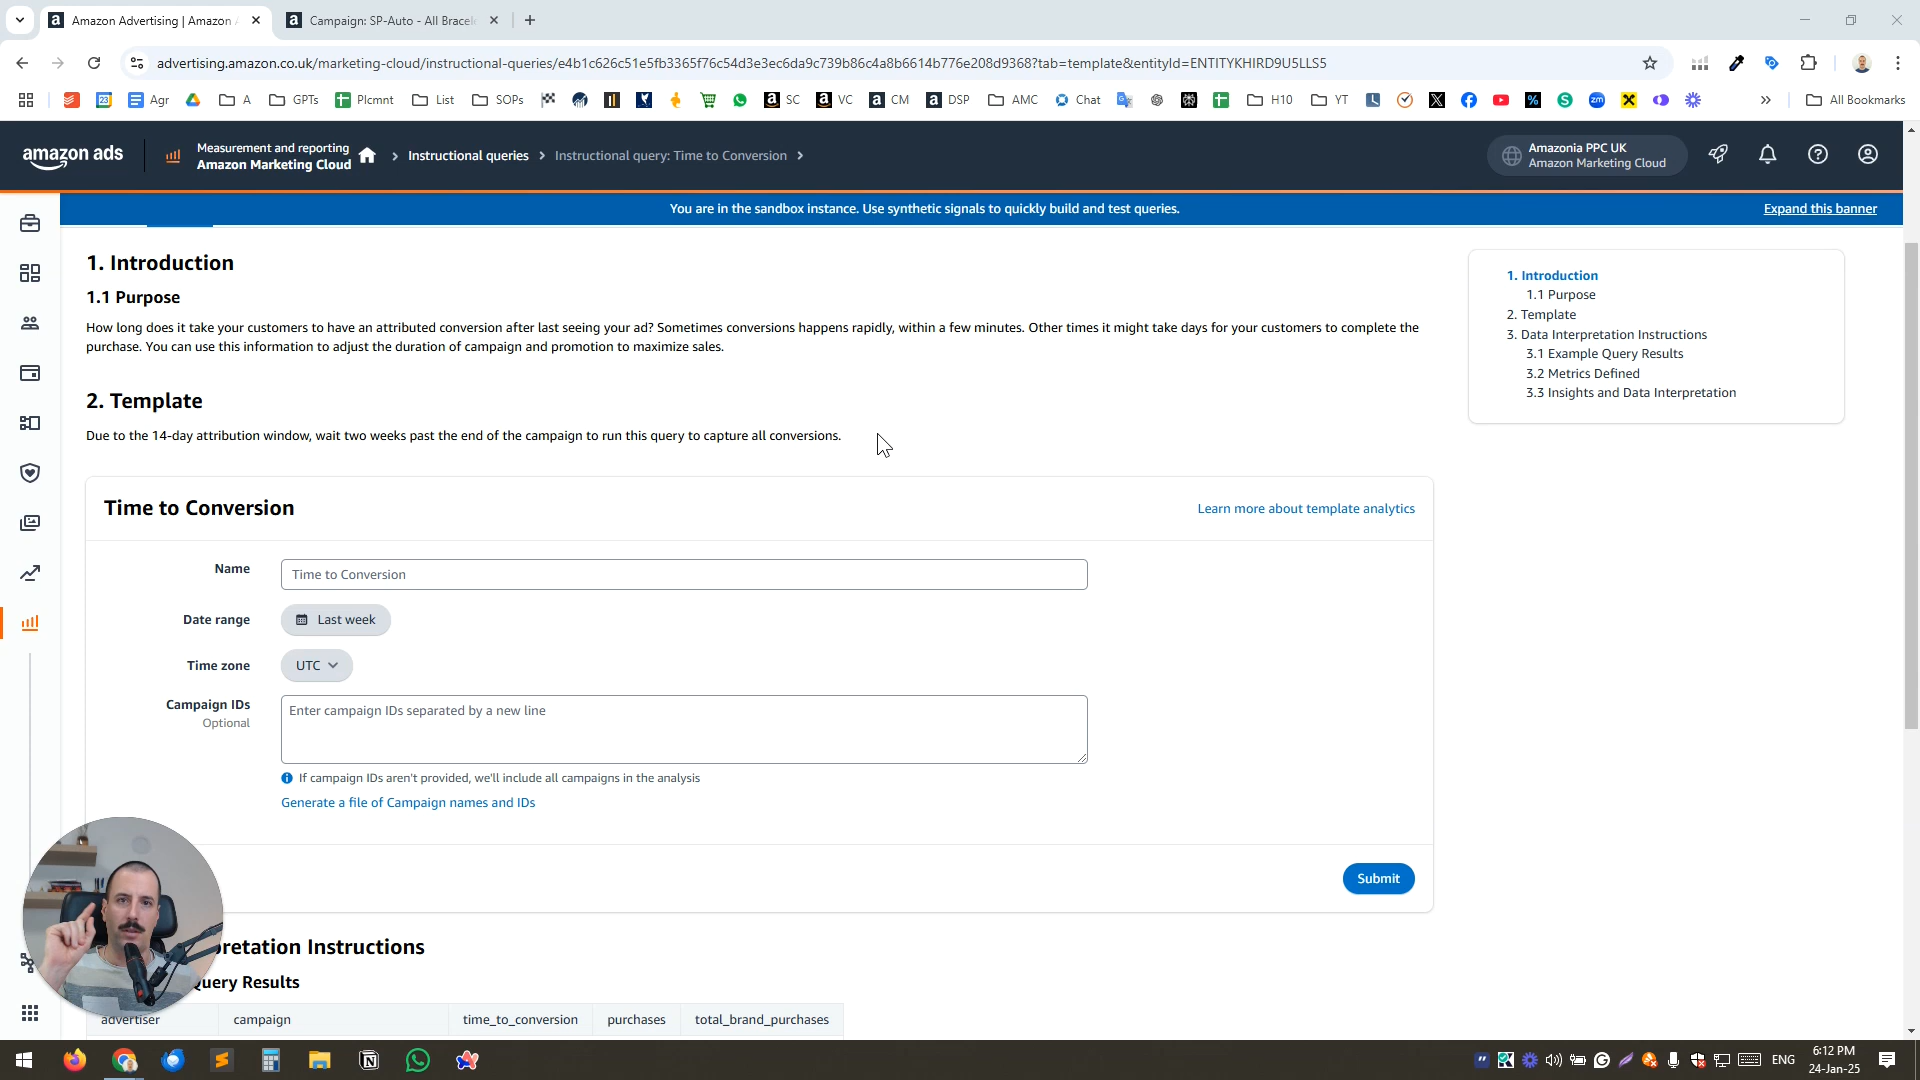 Amazon Advertising | Amazon A
Campaign: SP-Auto - All Bracele
advertising.amazon.co.uk/marketing-cloud/instructional-queries/e4b1c626c51e5fb3365f76c54d3e3ec6da9c739b86c4a8b6614b776e208d9368?tab=template&entityId=ENTITYKHIRD9U5LLS5
Agr
A
GPTs
Plcmnt
List
SOPs
SC
VC
CM
DSP
AMC
Chat
H10
YT
All Bookmarks
amazon ads
Measurement and reporting
Amazon Marketing Cloud
Instructional queries
Instructional query: Time to Conversion
Amazonia PPC UK
Amazon Marketing Cloud
You are in the sandbox instance. Use synthetic signals to quickly build and test queries.
Expand this banner
1. Introduction
1.1 Purpose
How long does it take your customers to have an attributed conversion after last seeing your ad? Sometimes conversions happens rapidly, within a few minutes. Other times it might take days for your customers to complete the
purchase. You can use this information to adjust the duration of campaign and promotion to maximize sales.
2. Template
Due to the 14-day attribution window, wait two weeks past the end of the campaign to run this query to capture all conversions.
1. Introduction
1.1 Purpose
2. Template
3. Data Interpretation Instructions
3.1 Example Query Results
3.2 Metrics Defined
3.3 Insights and Data Interpretation
Time to Conversion
Learn more about template analytics
Name
Time to Conversion
Date range
Last week
Time zone
UTC
Campaign IDs
Optional
Enter campaign IDs separated by a new line
If campaign IDs aren't provided, we'll include all campaigns in the analysis
Generate a file of Campaign names and IDs
Submit
pretation Instructions
Query Results
advertiser
campaign
time_to_conversion
purchases
total_brand_purchases
ENG
6:12 PM
24-Jan-25